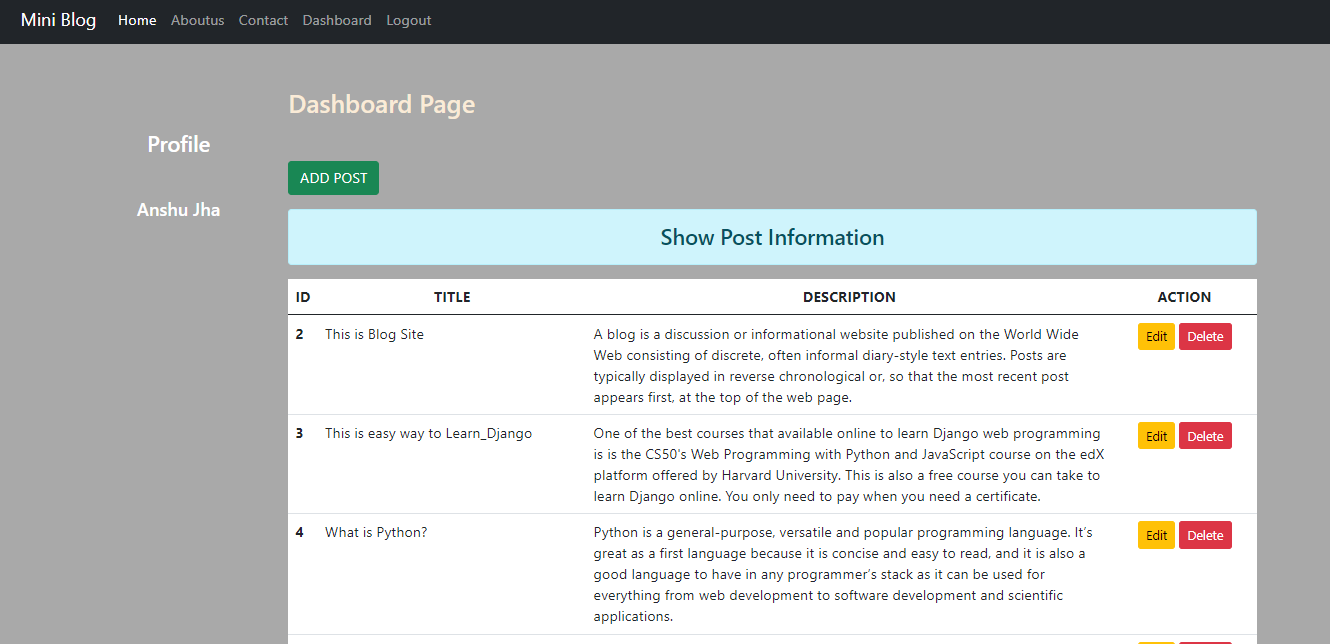 Mini Blog Home Aboutus Contact Dashboard Logout
Dashboard Page
Profile
ADD POST
Anshu Jha
Show Post Information
ID TITLE DESCRIPTION ACTION
2 This is Blog Site A blog is a discussion or informational website published on the World Wide Edit Delete
Web consisting of discrete, often informal diary-style text entries. Posts are
typically displayed in reverse chronological or, so that the most recent post
appears first, at the top of the web page.
3 This is easy way to Learn_Django One of the best courses that available online to learn Django web programming Edit Delete
is is the CS50's Web Programming with Python and JavaScript course on the edX
platform offered by Harvard University. This is also a free course you can take to
learn Django online. You only need to pay when you need a certificate.
4 What is Python? Python is a general-purpose, versatile and popular programming language. It’s Edit Delete
great as a first language because it is concise and easy to read, and it is also a
good language to have in any programmer’s stack as it can be used for
everything from web development to software development and scientific
applications.